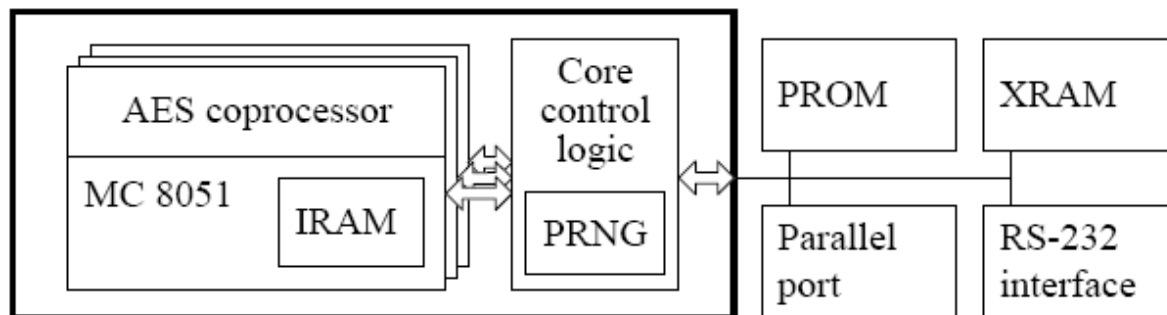 AES coprocessor
MC 8051
IRAM
Core
control
logic
PRNG
PROM
XRAM
Parallel
port
RS-232
interface